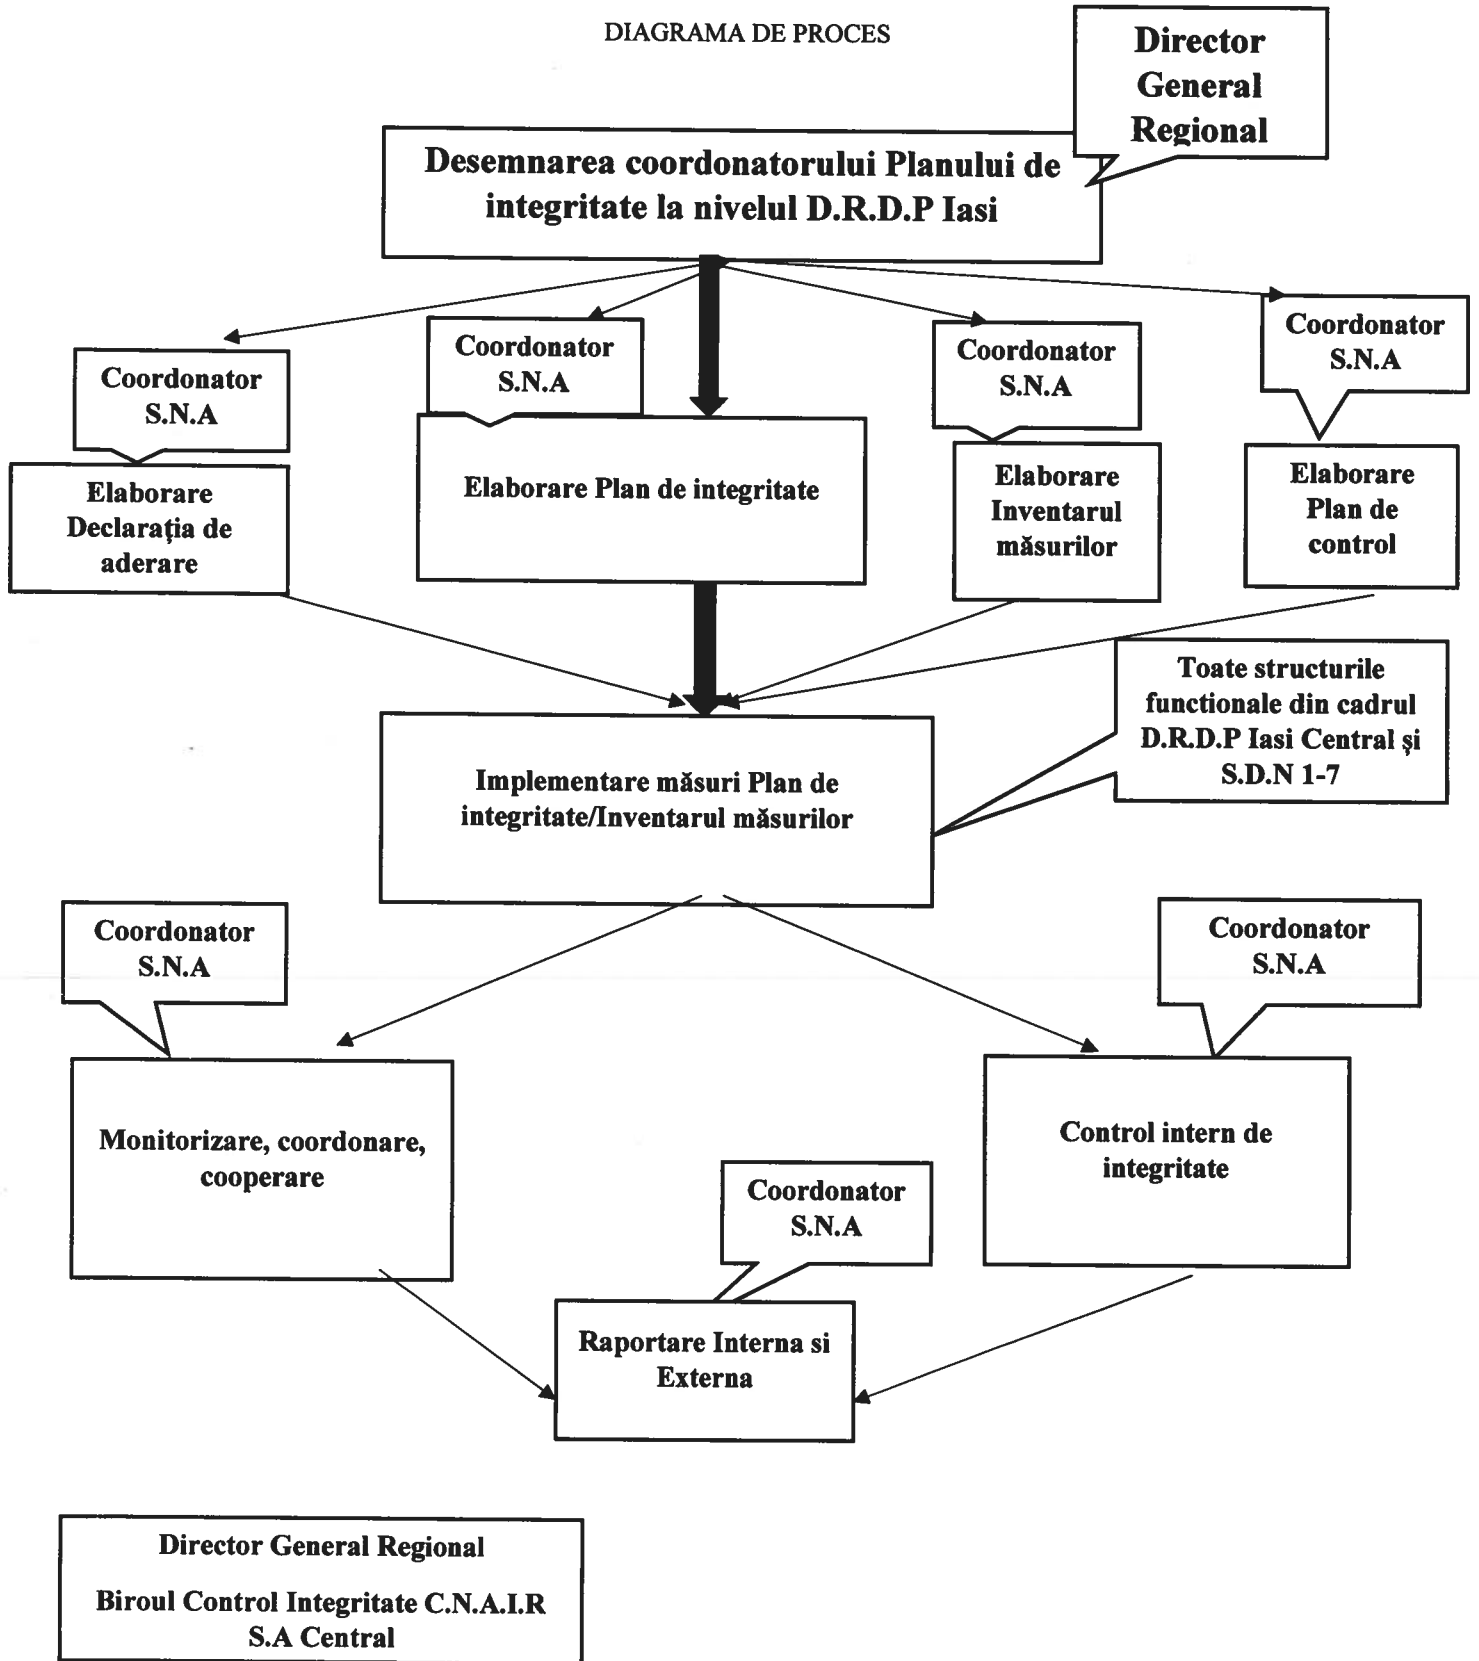 DIAGRAMA DE PROCES
Director
General
Regional
Desemnarea coordonatorului Planului de
integritate la nivelul D.R.D.P Iasi
Coordonator
S.N.A
Coordonator
S.N.A
Coordonator
S.N.A
Coordonator
S.N.A
Elaborare
Declarația de
aderare
Elaborare Plan de integritate
Elaborare
Inventarul
măsurilor
Elaborare
Plan de
control
Toate structurile
functionale din cadrul
D.R.D.P Iasi Central și
S.D.N 1-7
Implementare măsuri Plan de
integritate/Inventarul măsurilor
Coordonator
S.N.A
Coordonator
S.N.A
Monitorizare, coordonare,
cooperare
Control intern de
integritate
Coordonator
S.N.A
Raportare Interna si
Externa
Director General Regional
Biroul Control Integritate C.N.A.I.R
S.A Central